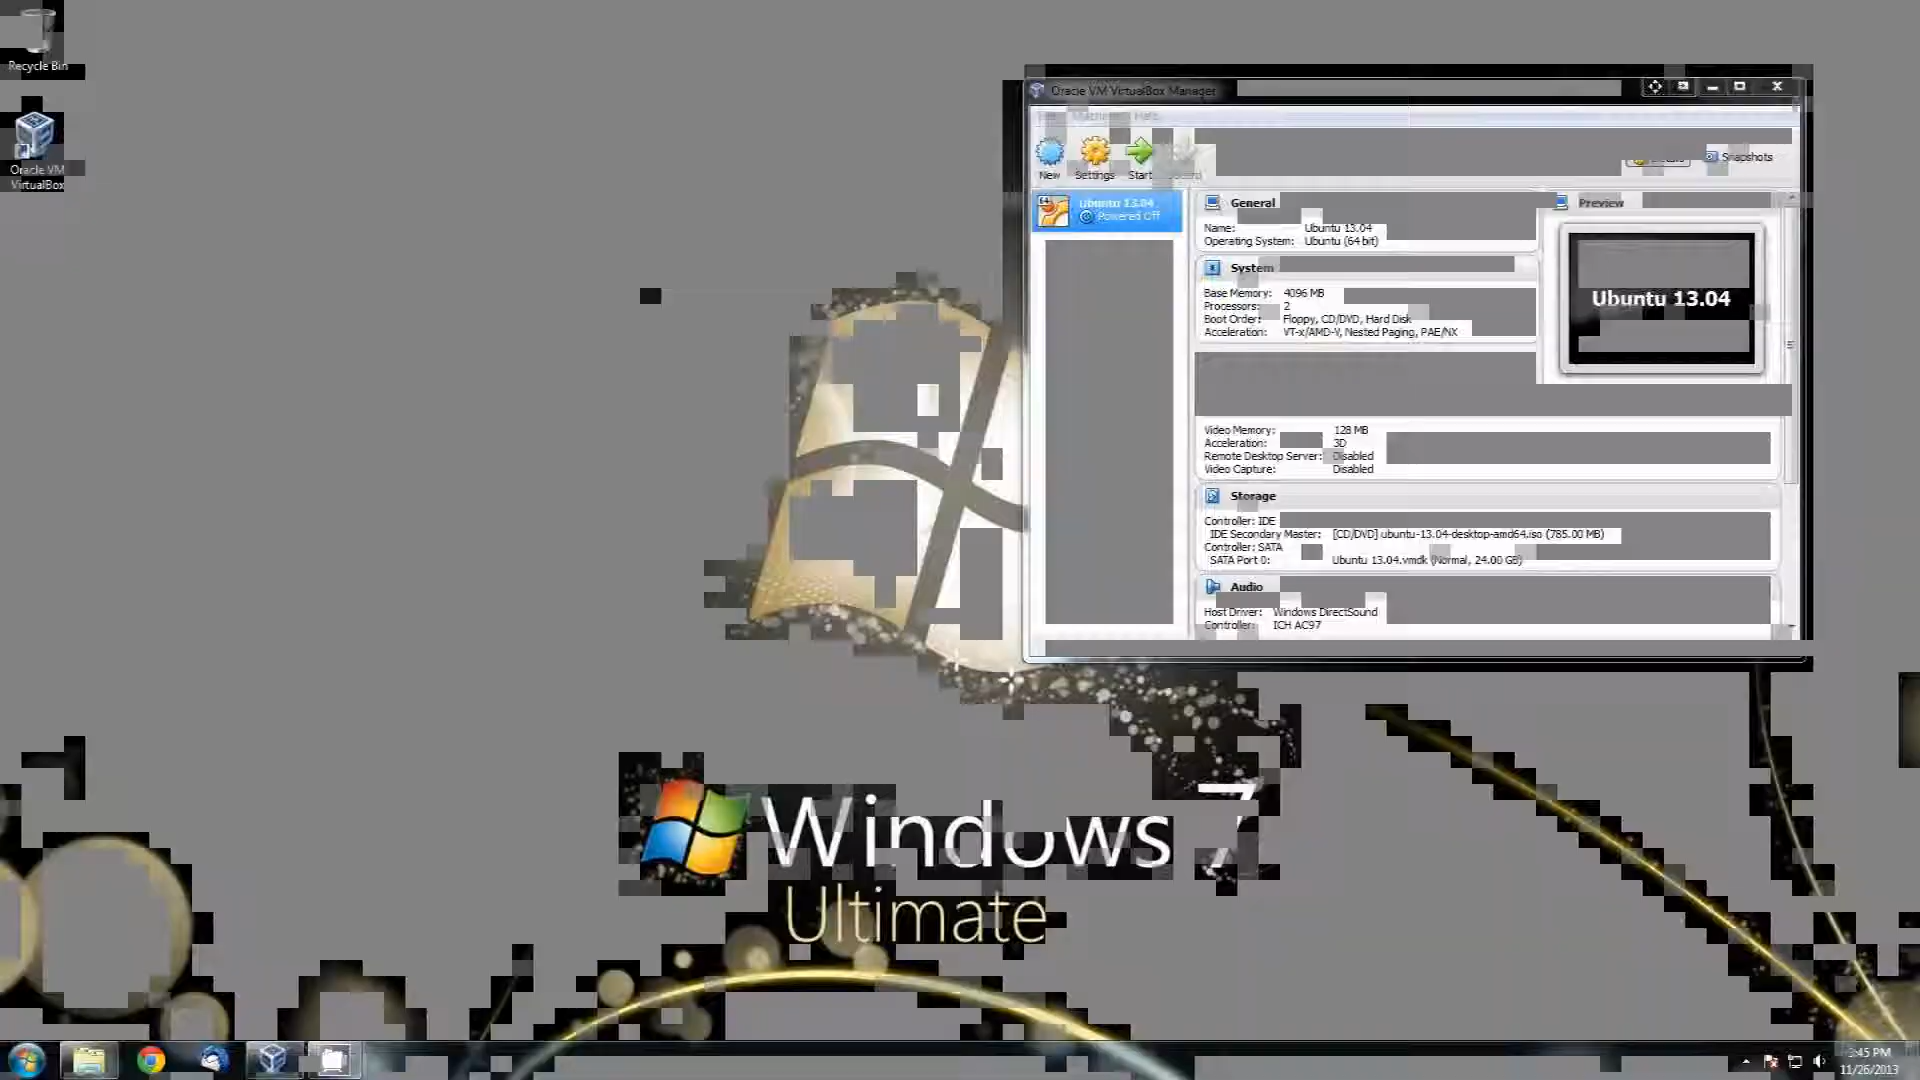 Recycle Bin
Oracle VM
VirtualBox
Oracle VM VirtualBox Manager
Help
New
Settings
Start
Snapshots
Ubuntu 13.04
Powered Off
General
Name: Ubuntu 13.04
Operating System: Ubuntu (64 bit)
System
Base Memory: 4096 MB
Processors: 2
Boot Order: Floppy, CD/DVD, Hard Disk
Acceleration: VT-x/AMD-V, Nested Paging, PAE/NX
Preview
Ubuntu 13.04
Video Memory: 128 MB
Acceleration: 3D
Remote Desktop Server: Disabled
Video Capture: Disabled
Storage
Controller: IDE
IDE Secondary Master: [CD/DVD] ubuntu-13.04-desktop-amd64.iso (785.00 MB)
Controller: SATA
SATA Port 0: Ubuntu 13.04.vmdk (Normal, 24.00 GB)
Audio
Host Driver: Windows DirectSound
Controller: ICH AC97
Windows 7
Ultimate
:45 PM
11/26/2013